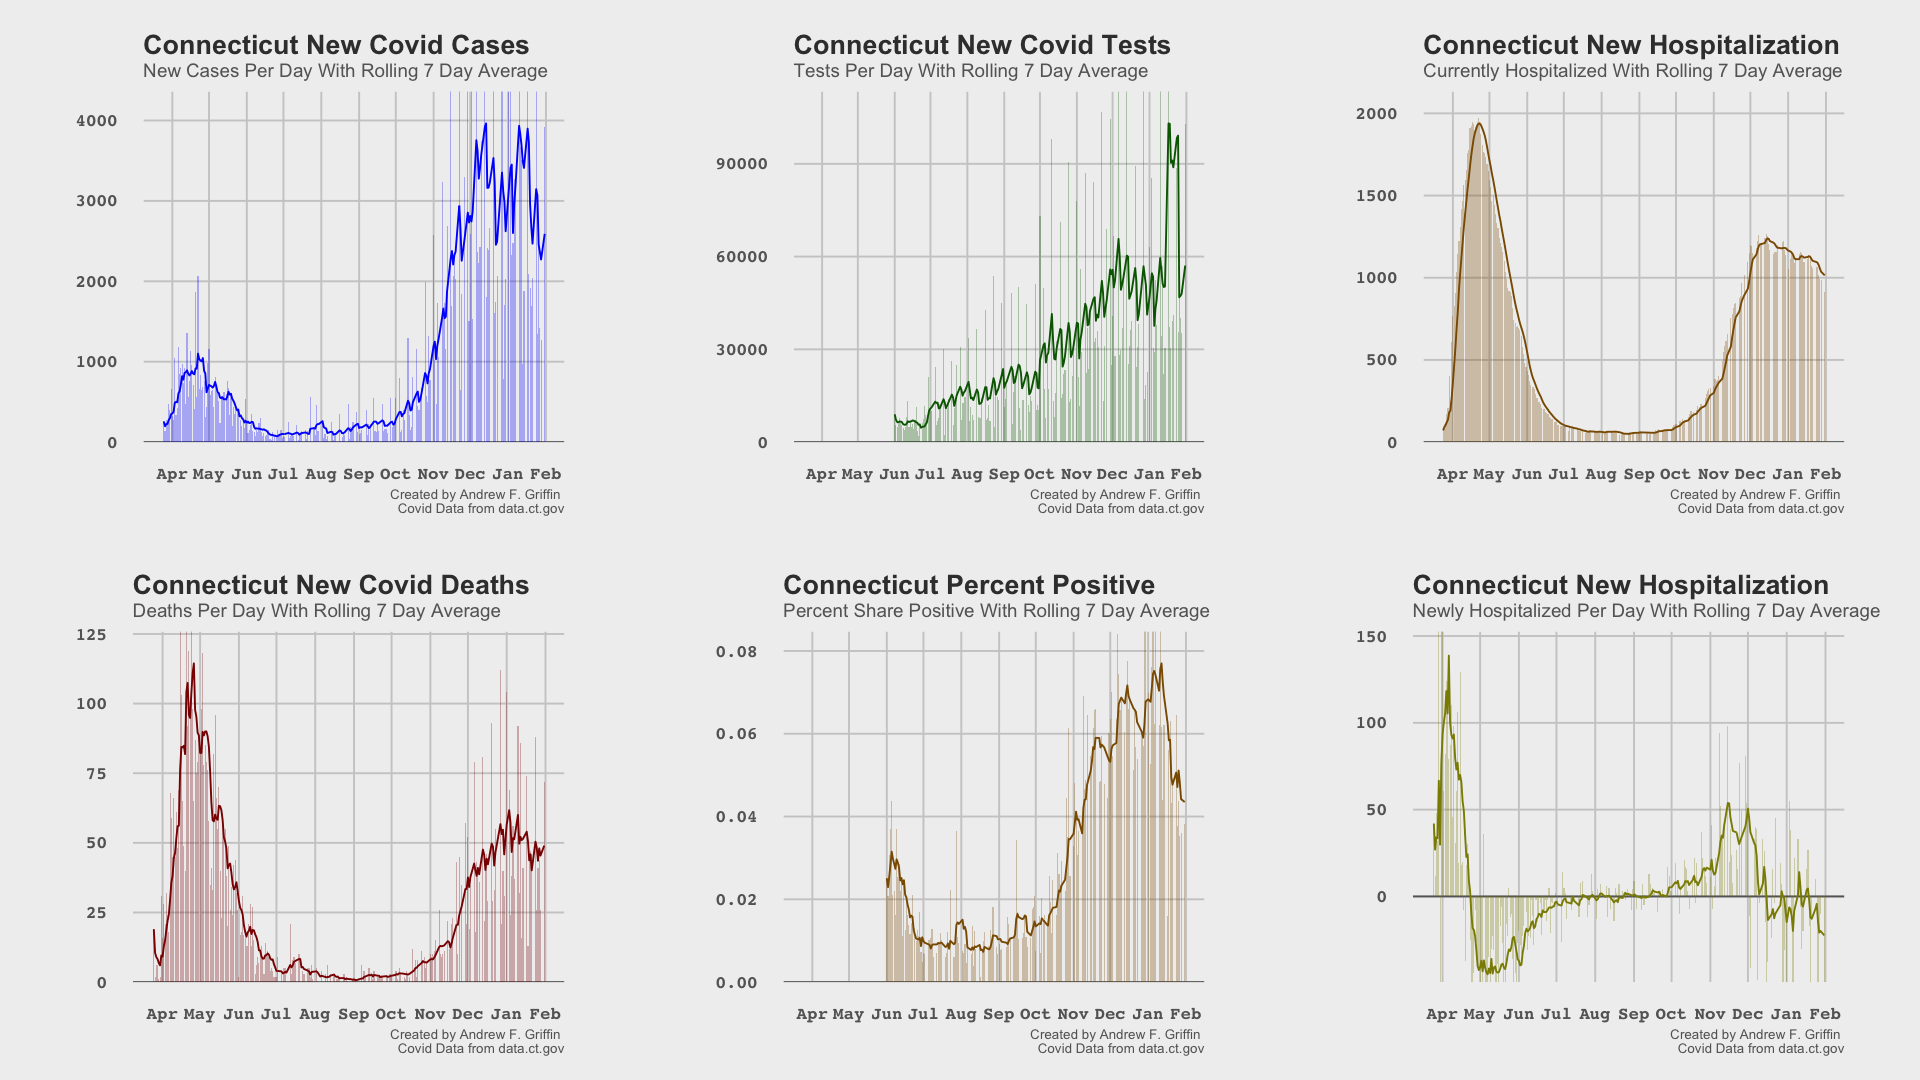 Connecticut New Covid Cases
New Cases Per Day With Rolling 7 Day Average
4000
3000
2000
1000
0
Apr May Jun Jul Aug Sep Oct Nov Dec Jan Feb
Created by Andrew F. Griffin
Covid Data from data.ct.gov
Connecticut New Covid Tests
Tests Per Day With Rolling 7 Day Average
90000
60000
30000
0
Apr May Jun Jul Aug Sep Oct Nov Dec Jan Feb
Created by Andrew F. Griffin
Covid Data from data.ct.gov
Connecticut New Hospitalization
Currently Hospitalized With Rolling 7 Day Average
2000
1500
1000
500
0
Apr May Jun Jul Aug Sep Oct Nov Dec Jan Feb
Created by Andrew F. Griffin
Covid Data from data.ct.gov
Connecticut New Covid Deaths
Deaths Per Day With Rolling 7 Day Average
125
100
75
50
25
0
Apr May Jun Jul Aug Sep Oct Nov Dec Jan Feb
Created by Andrew F. Griffin
Covid Data from data.ct.gov
Connecticut Percent Positive
Percent Share Positive With Rolling 7 Day Average
0.08
0.06
0.04
0.02
0.00
Apr May Jun Jul Aug Sep Oct Nov Dec Jan Feb
Created by Andrew F. Griffin
Covid Data from data.ct.gov
Connecticut New Hospitalization
Newly Hospitalized Per Day With Rolling 7 Day Average
150
100
50
0
Apr May Jun Jul Aug Sep Oct Nov Dec Jan Feb
Created by Andrew F. Griffin
Covid Data from data.ct.gov